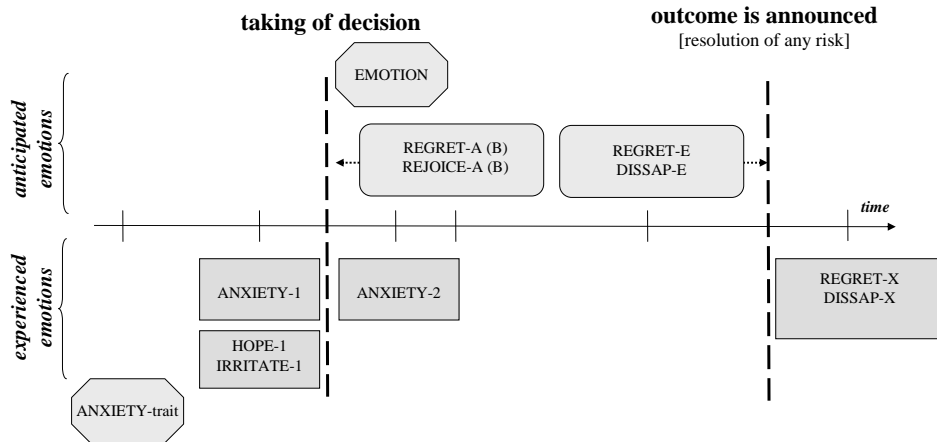 taking of decision
outcome is announced
[resolution of any risk]
EMOTION
anticipated
emotions
REGRET-A (B)
REJOICE-A (B)
REGRET-E
DISSAP-E
time
experienced
emotions
ANXIETY-1
ANXIETY-2
REGRET-X
DISSAP-X
HOPE-1
IRRITATE-1
ANXIETY-trait